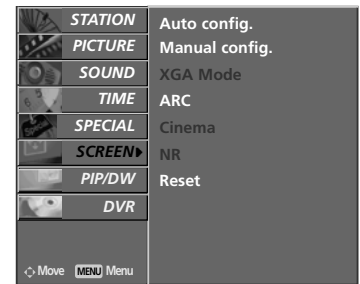 STATION
PICTURE
SOUND
TIME
SPECIAL
SCREEN
PIP/DW
DVR
Move MENU Menu
Auto config.
Manual config.
XGA Mode
ARC
Cinema
NR
Reset